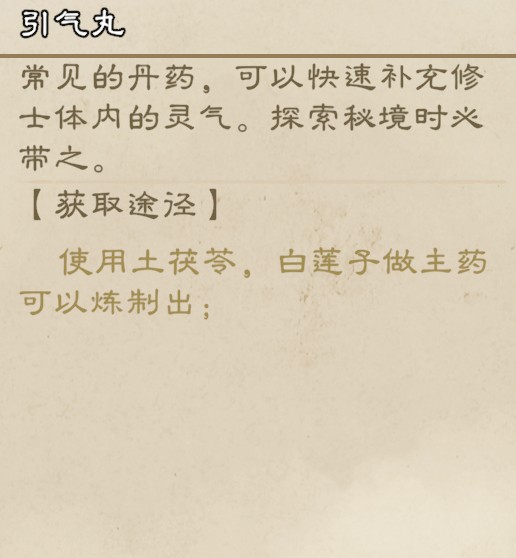 引气丸
常见的丹药，可以快速补充修
士体内的灵气。探索秘境时必
带之。
【获取途径】
使用土茯苓，白莲子做主药
可以炼制出；